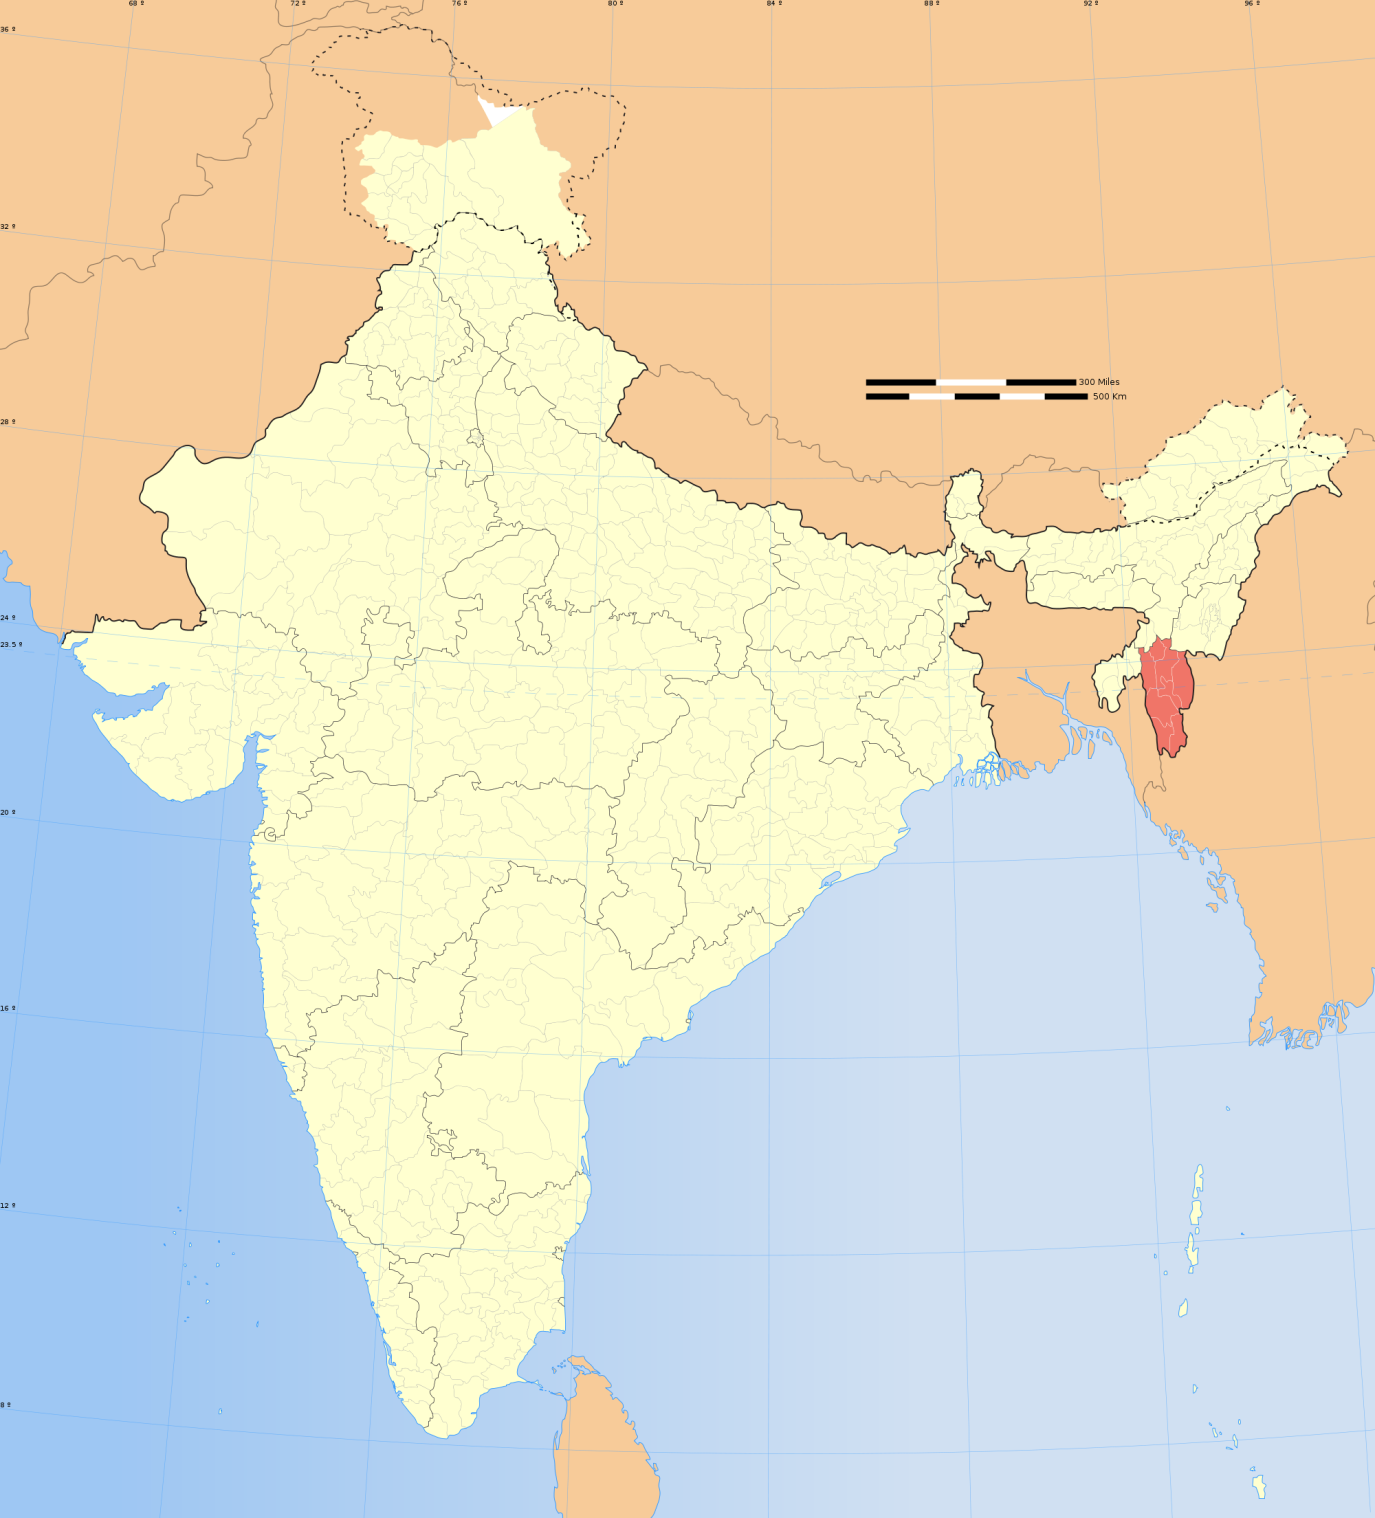 68 º 72 º 76 º 80 º 84 º 88 º 92 º 96 º
36 º
32 º
300 Miles
500 Km
28 º
24 º
23.5 º
20 º
16 º
12 º
8 º